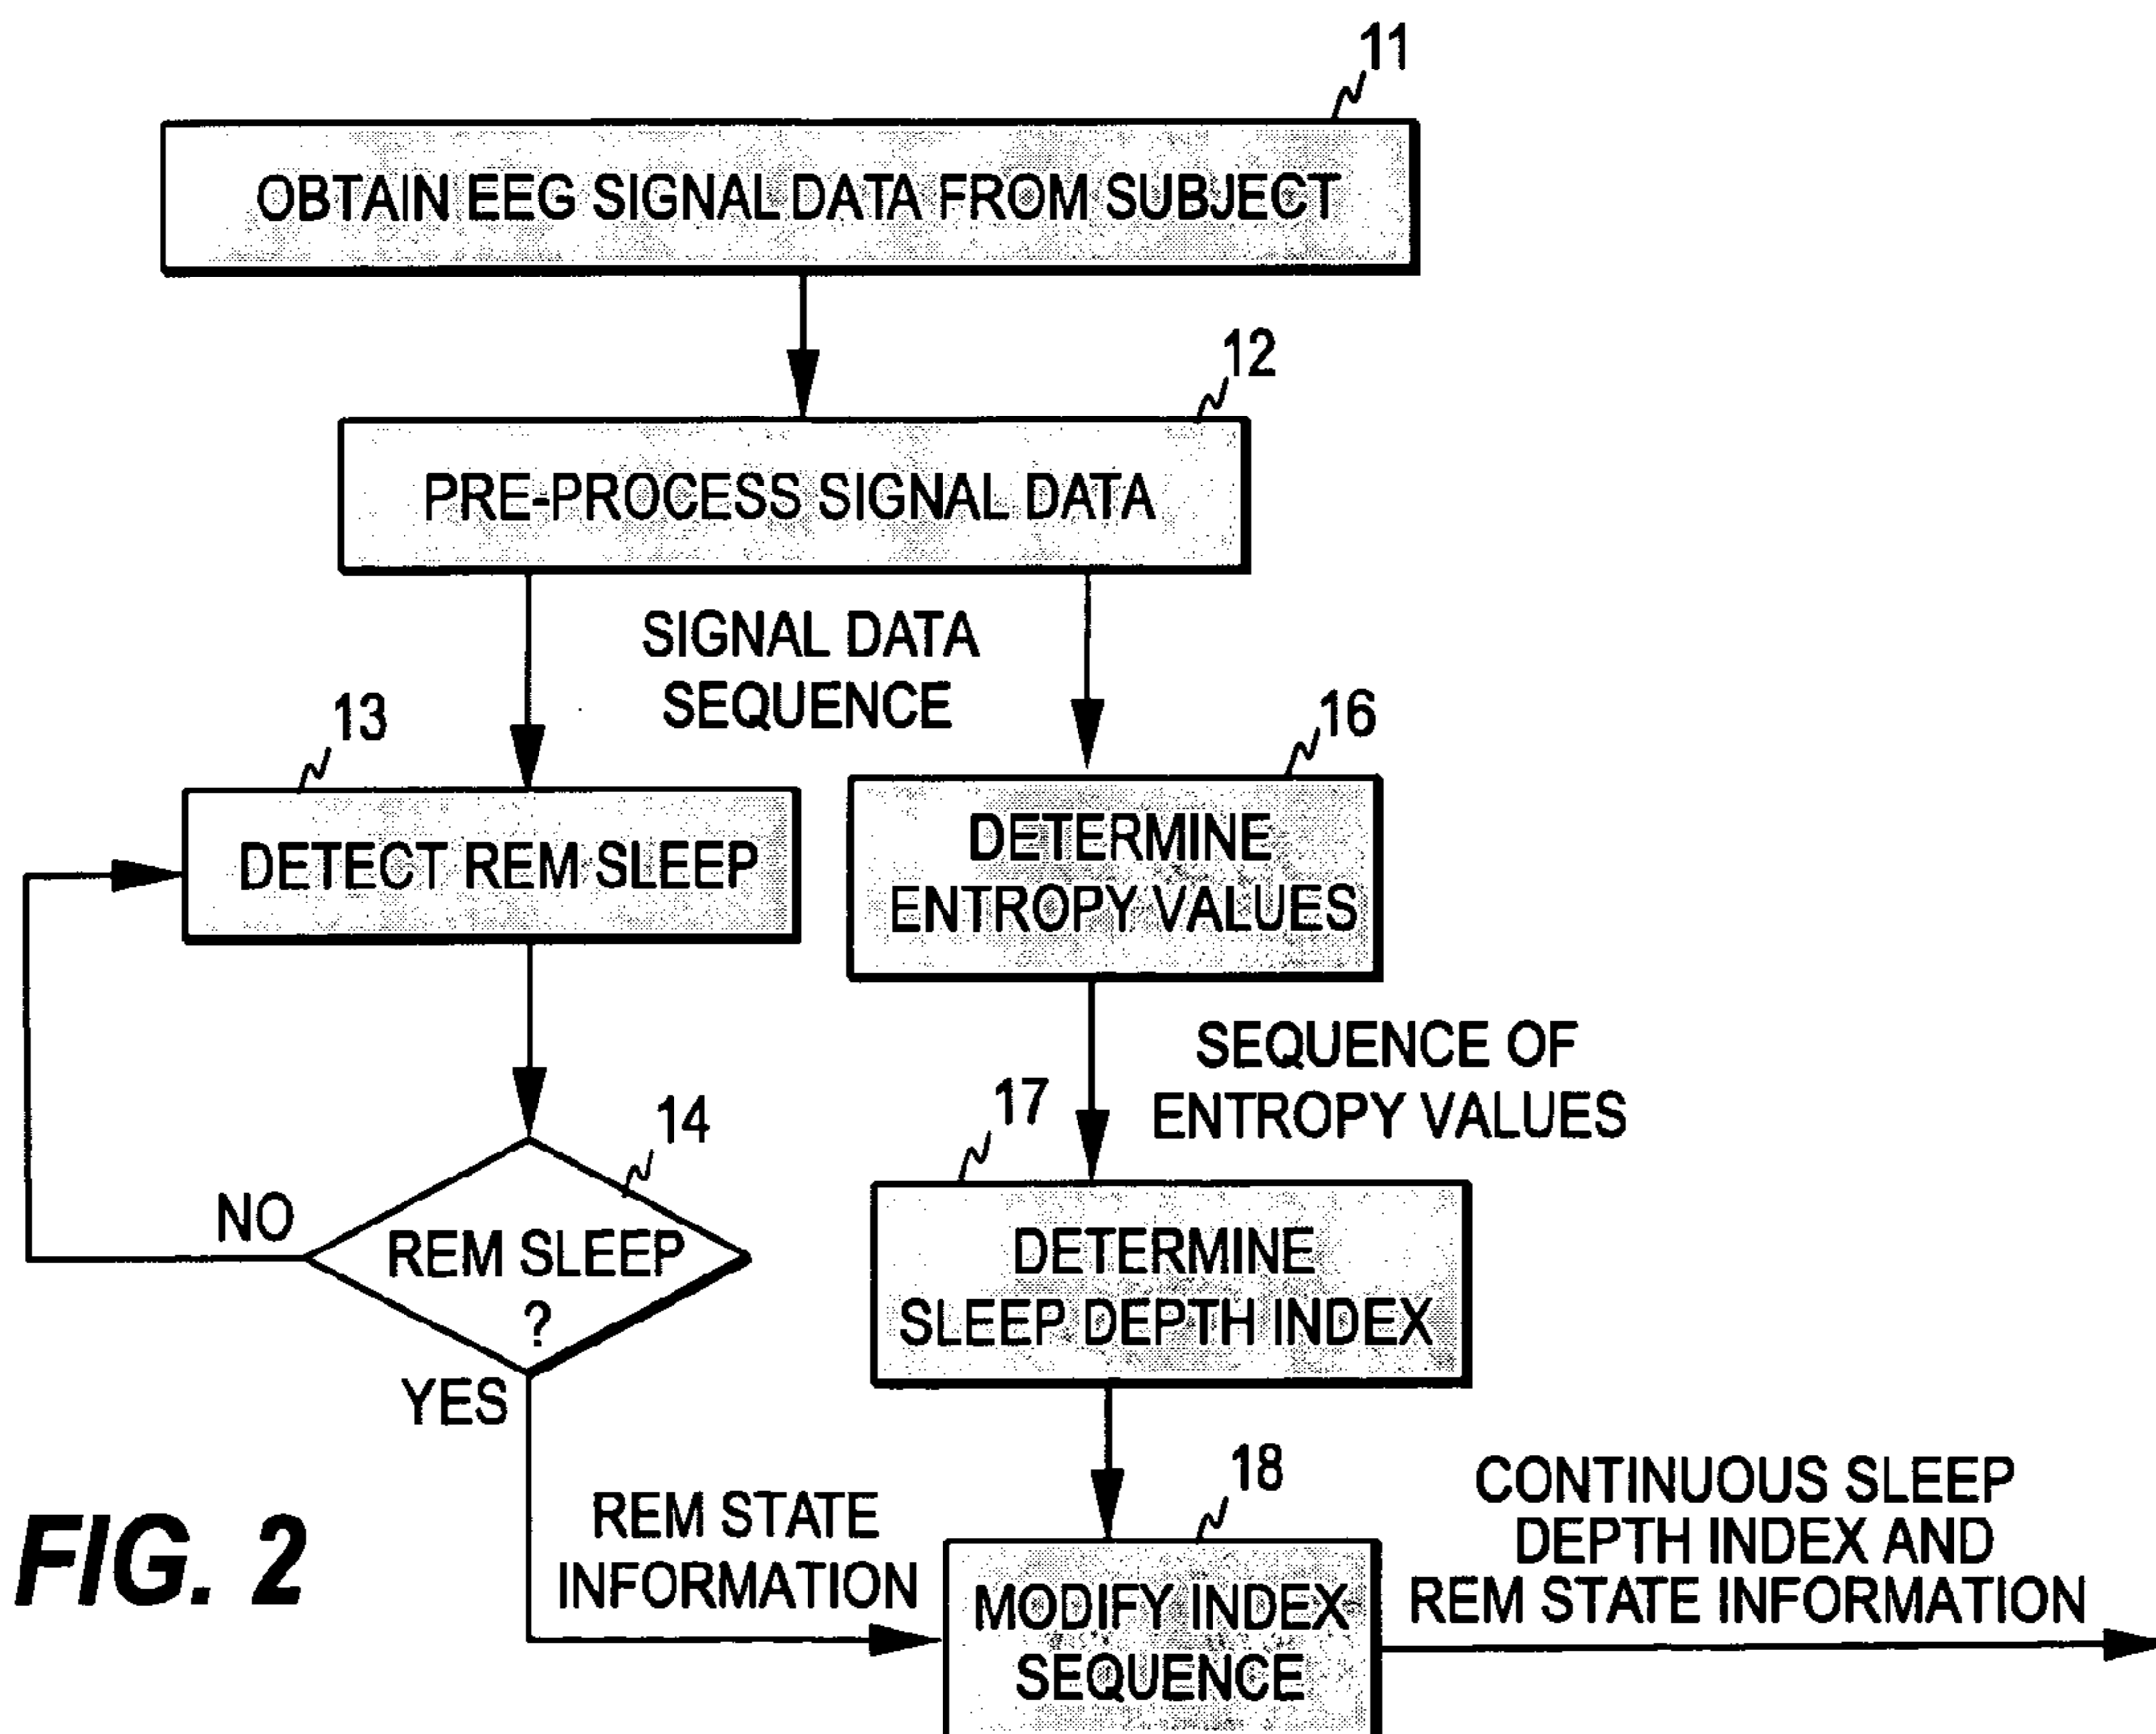 11
OBTAIN EEG SIGNAL DATA FROM SUBJECT
12
PRE-PROCESS SIGNAL DATA
SIGNAL DATA
SEQUENCE
13
DETECT REM SLEEP
16
DETERMINE
ENTROPY VALUES
SEQUENCE OF
ENTROPY VALUES
14
REM SLEEP
?
NO
YES
17
DETERMINE
SLEEP DEPTH INDEX
REM STATE
INFORMATION
18
MODIFY INDEX
SEQUENCE
CONTINUOUS SLEEP
DEPTH INDEX AND
REM STATE INFORMATION
FIG. 2